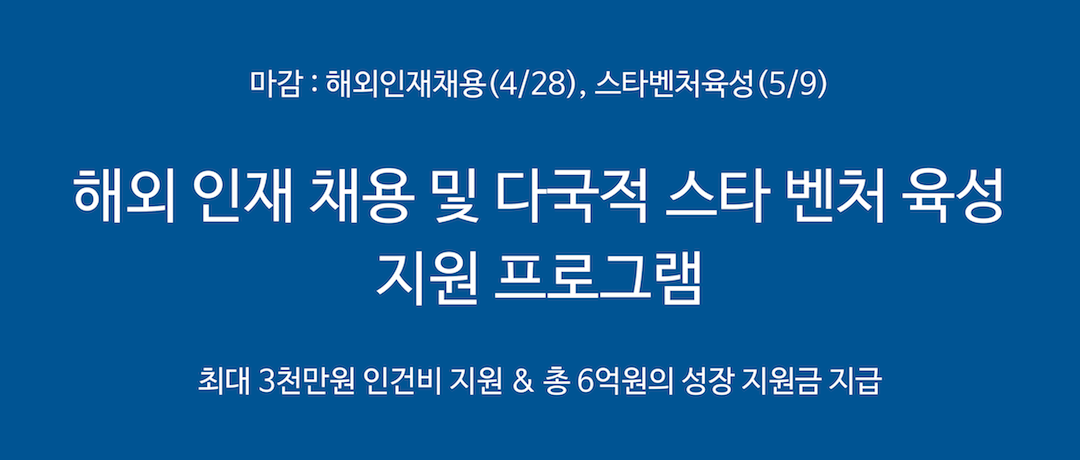 마감 : 해외인재채용(4/28), 스타벤처육성(5/9)
해외 인재 채용 및 다국적 스타 벤처 육성
지원 프로그램
최대 3천만원 인건비 지원 & 총 6억원의 성장 지원금 지급